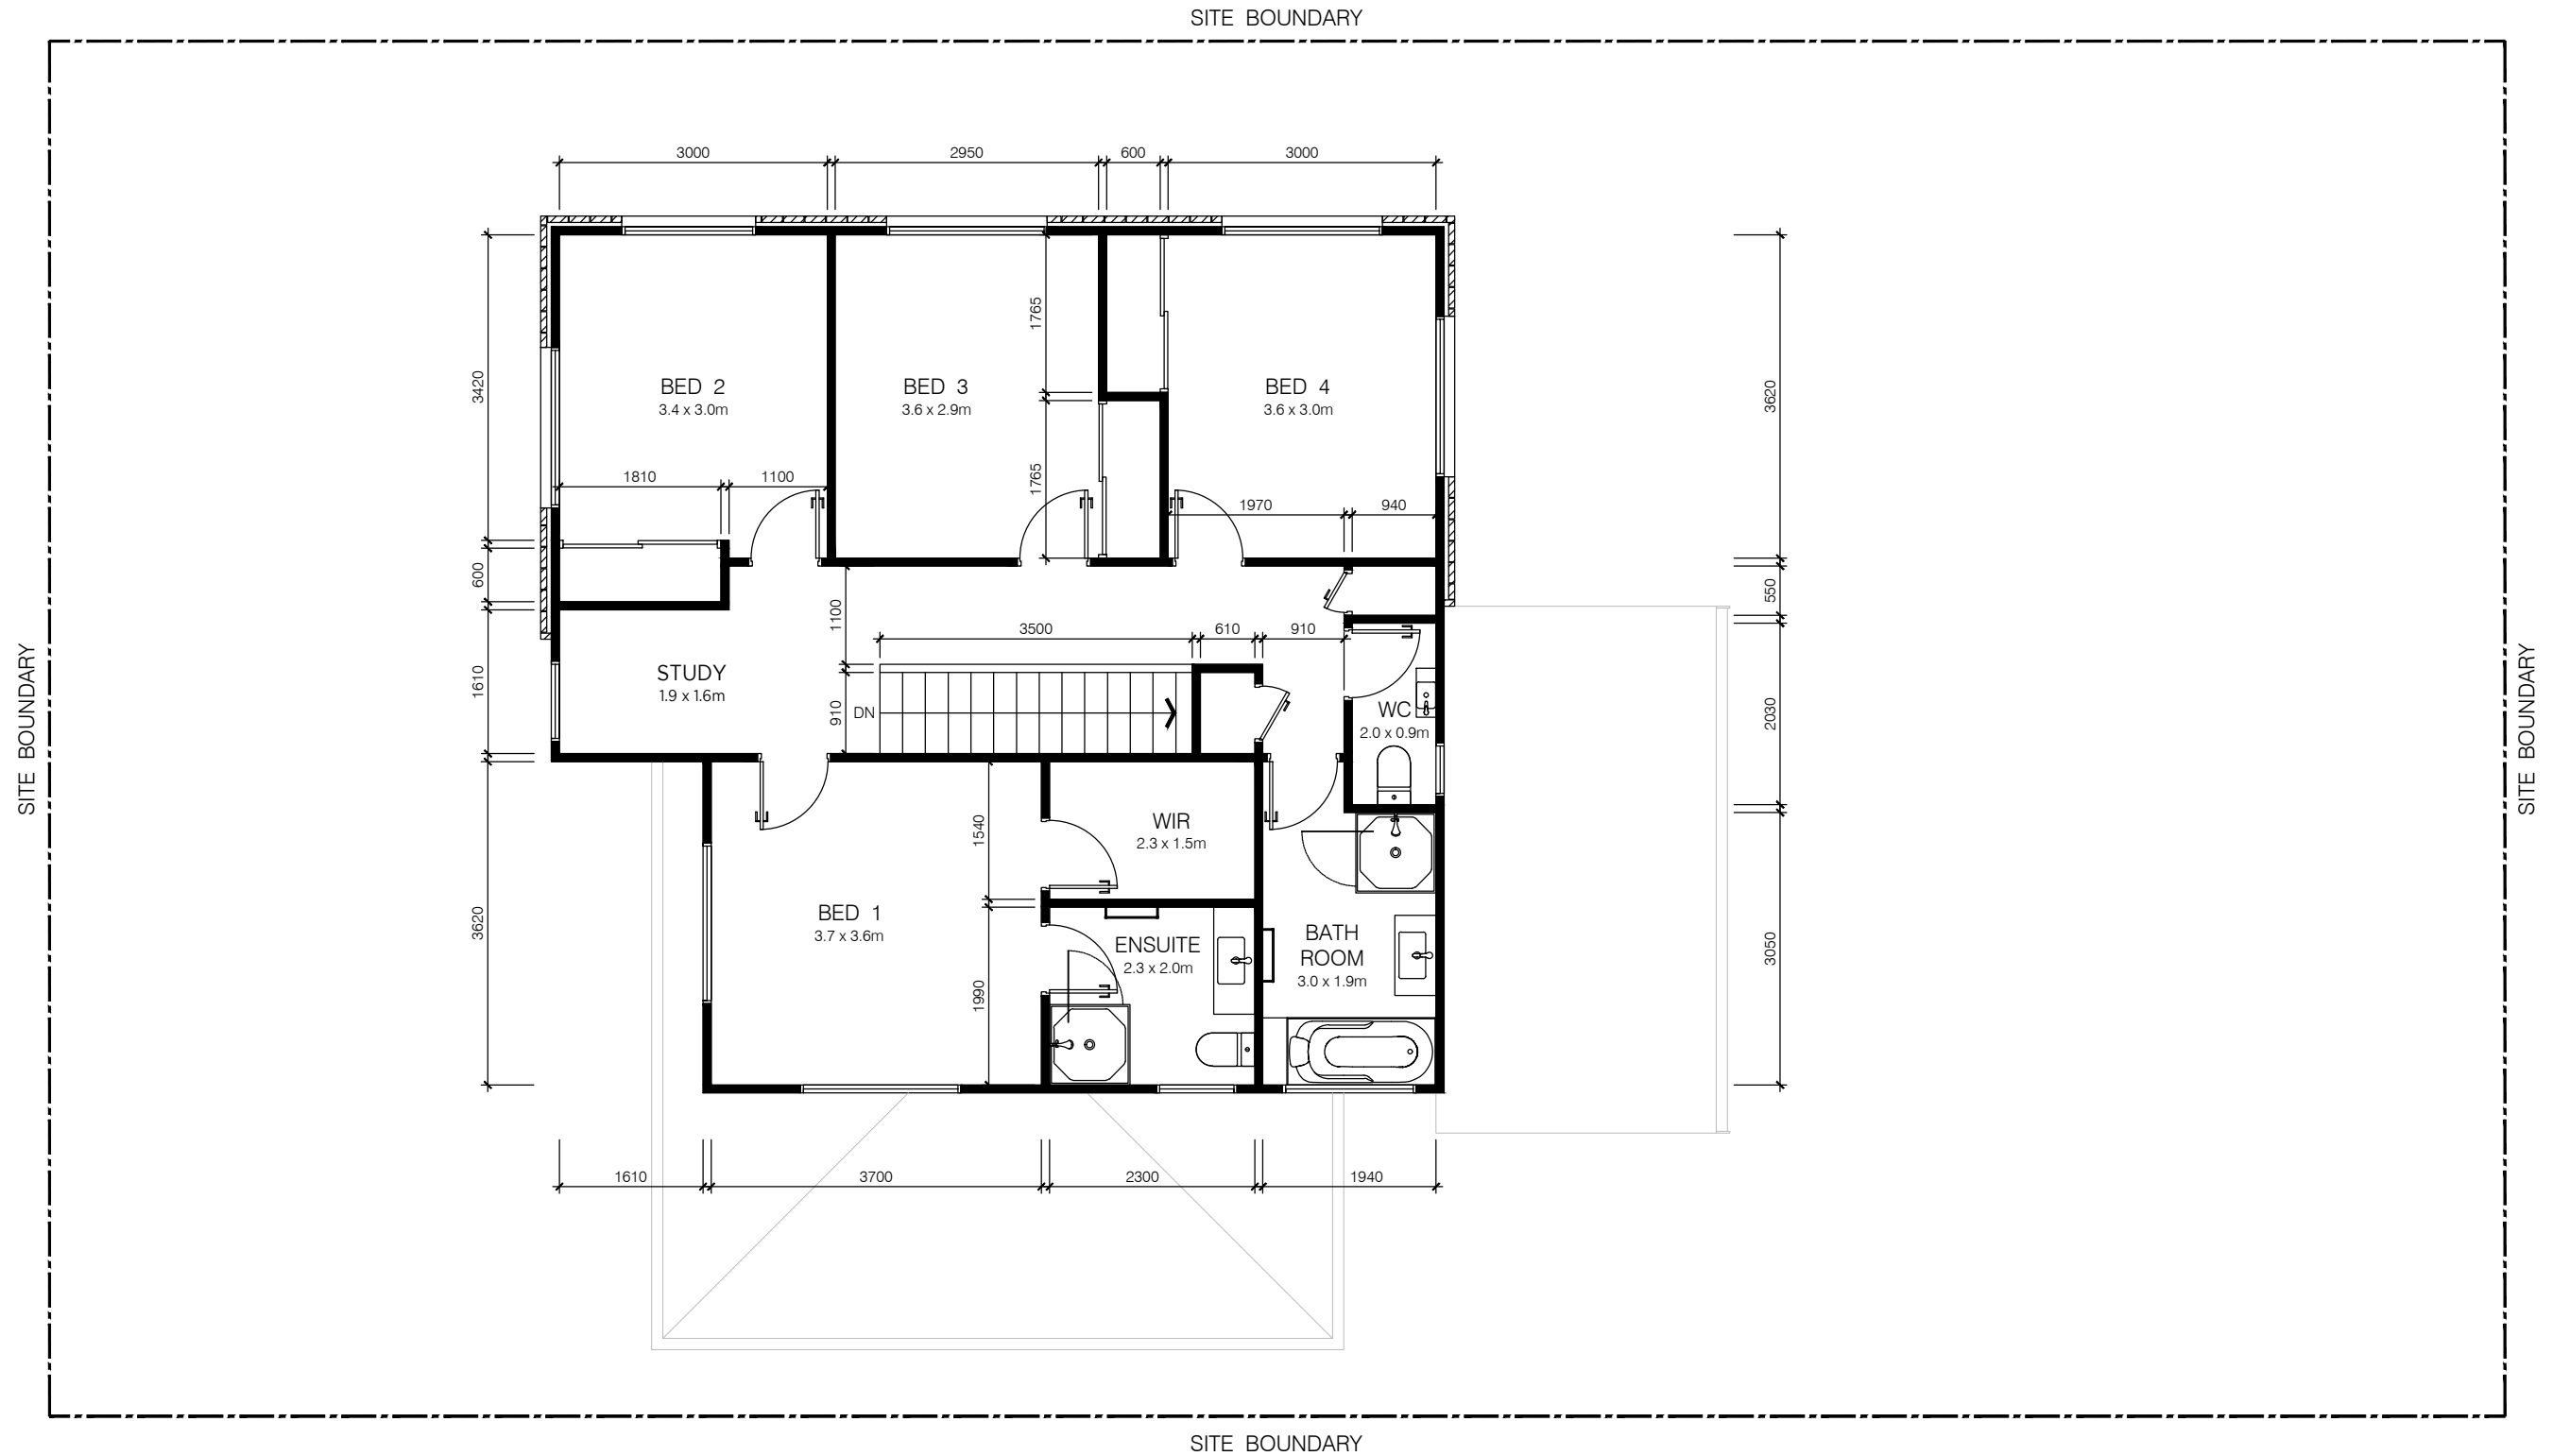 SITE BOUNDARY
3000
2950
600
3000
1765
3420
3620
BED 2
3.4 x 3.0m
BED 3
3.6 x 2.9m
BED 4
3.6 x 3.0m
1810
1100
1765
1970
940
600
550
1100
3500
610
910
SITE BOUNDARY
1610
STUDY
1.9 x 1.6m
910
DN
WC
2.0 x 0.9m
2030
SITE BOUNDARY
1540
WIR
2.3 x 1.5m
3620
BED 1
3.7 x 3.6m
ENSUITE
2.3 x 2.0m
BATH
ROOM
3.0 x 1.9m
3050
1990
1610
3700
2300
1940
SITE BOUNDARY